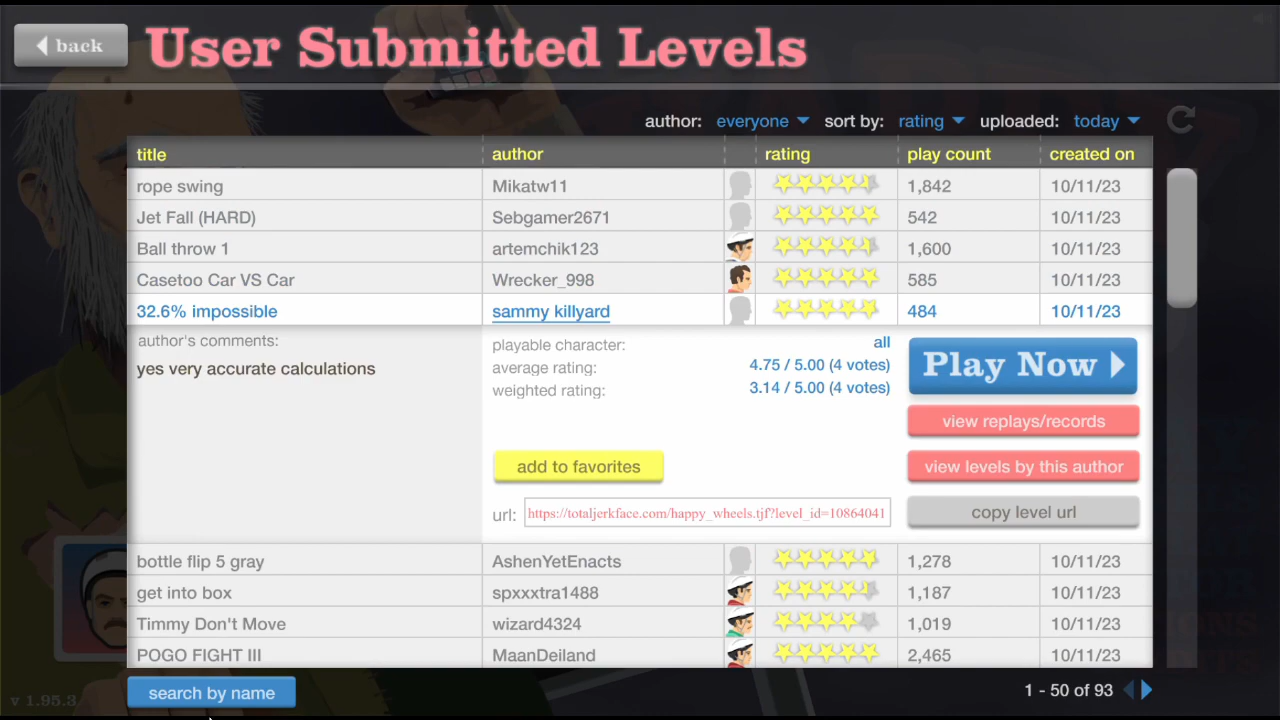 back
User Submitted Levels
author: everyone sort by: rating uploaded: today
title author rating play count created on
rope swing Mikatw11 1,842 10/11/23
Jet Fall (HARD) Sebgamer2671 542 10/11/23
Ball throw 1 artemchik123 1,600 10/11/23
Casetoo Car VS Car Wrecker_998 585 10/11/23
32.6% impossible sammy killyard 484 10/11/23
author's comments:
yes very accurate calculations
playable character: all
average rating: 4.75 / 5.00 (4 votes)
weighted rating: 3.14 / 5.00 (4 votes)
Play Now
view replays/records
add to favorites
view levels by this author
url: https://totaljerkface.com/happy_wheels.tjf?level_id=10864041
copy level url
bottle flip 5 gray AshenYetEnacts 1,278 10/11/23
get into box spxxxtra1488 1,187 10/11/23
Timmy Don't Move wizard4324 1,019 10/11/23
POGO FIGHT III MaanDeiland 2,465 10/11/23
search by name
1 - 50 of 93
v 1.95.3